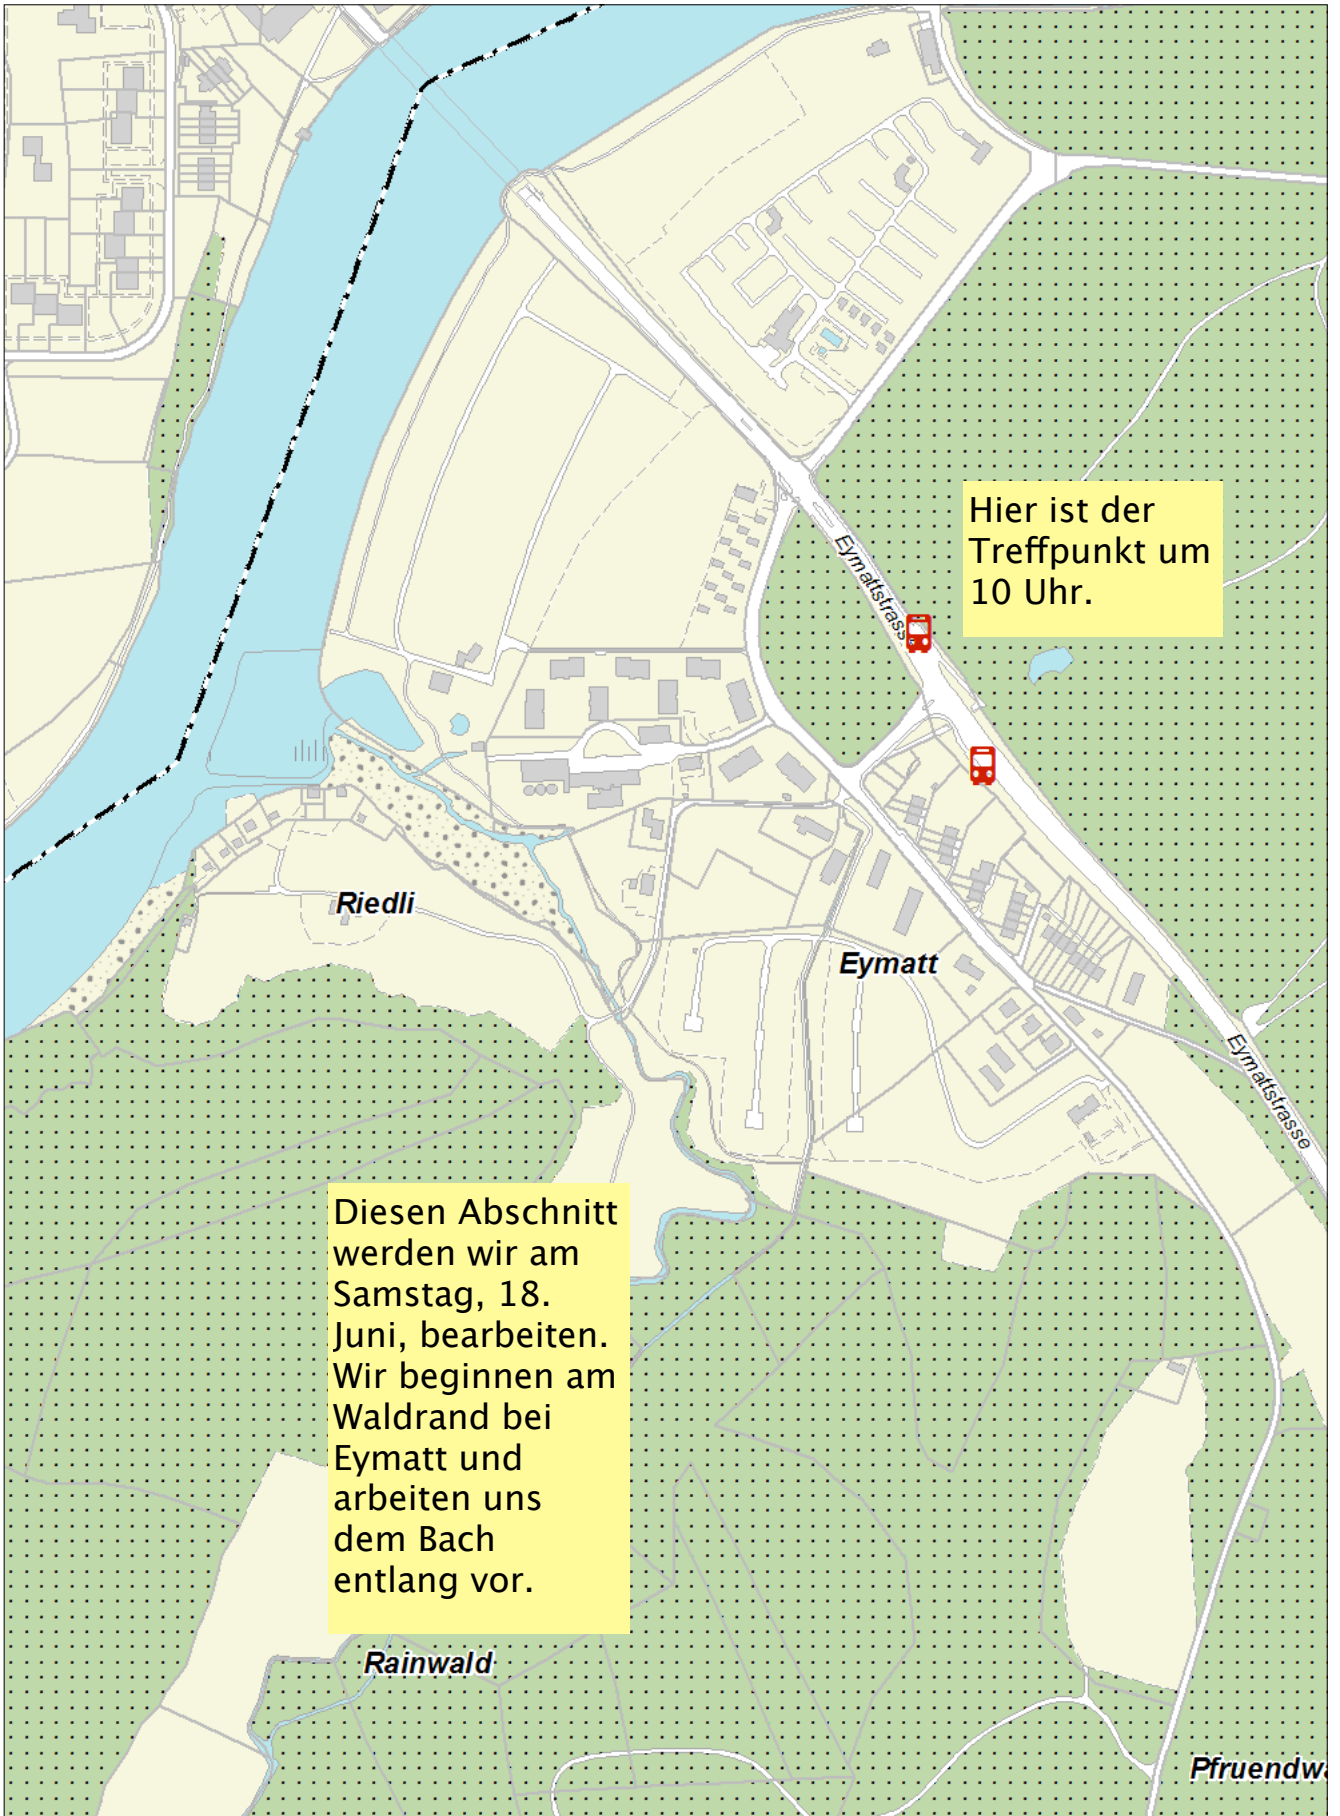 Hier ist der
Treffpunkt um
10 Uhr.
Eymattstrasse
Riedli
Eymatt
Eymattstrasse
Diesen Abschnitt
werden wir am
Samstag, 18.
Juni, bearbeiten.
Wir beginnen am
Waldrand bei
Eymatt und
arbeiten uns
dem Bach
entlang vor.
Rainwald
Pfruendwa